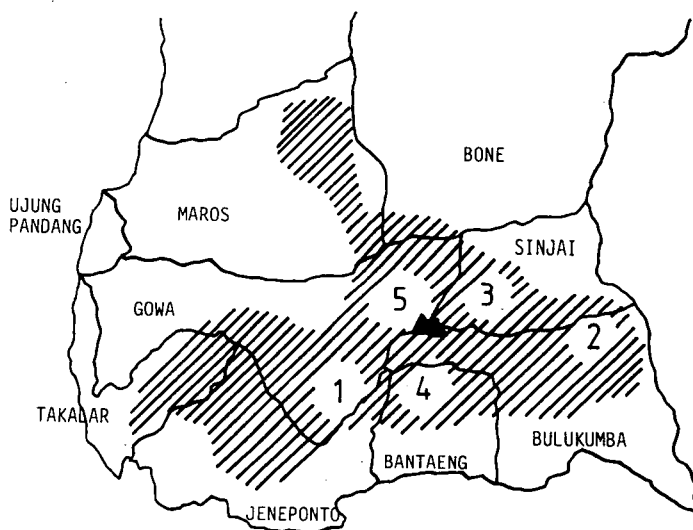 BONE
UJUNG
PANDANG
MAROS
SINJAI
GOWA
5
3
2
1
4
TAKALAR
BULUKUMBA
BANTAENG
JENEPONTO